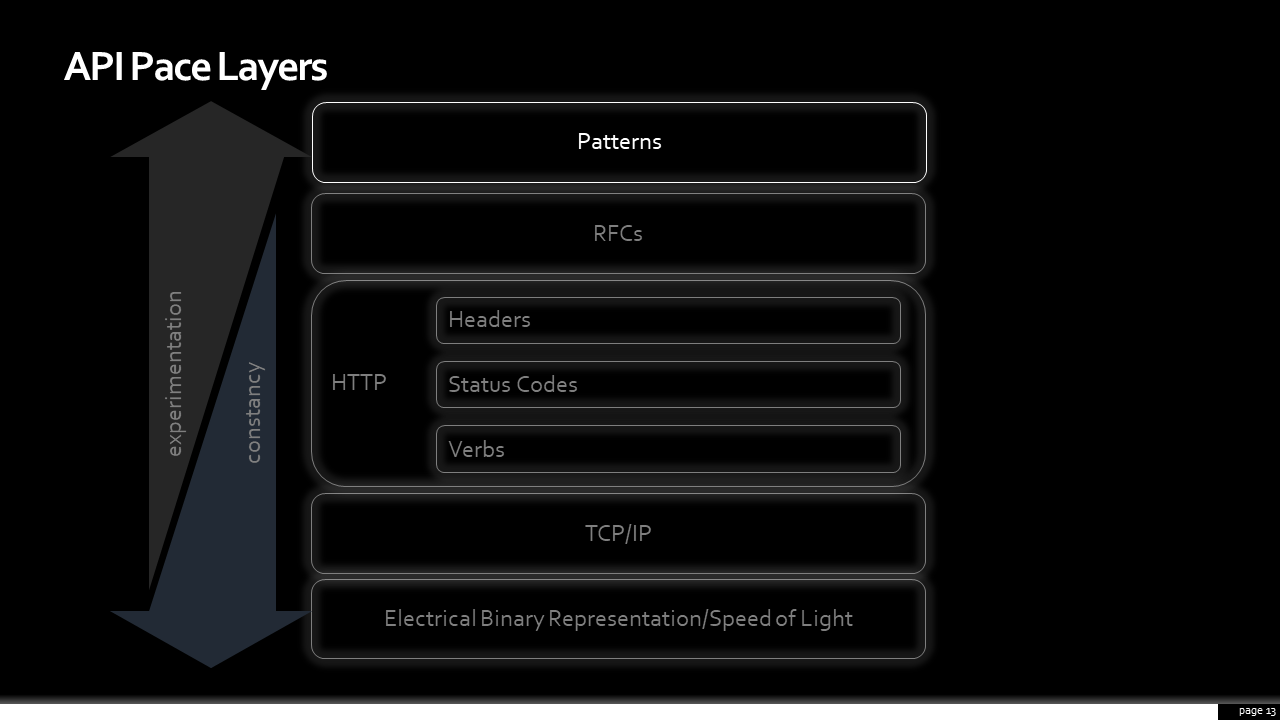 API Pace Layers
Patterns
RFCs
Headers
HTTP
Status Codes
Verbs
TCP/IP
Electrical Binary Representation/Speed of Light
experimentation
constancy
page 13